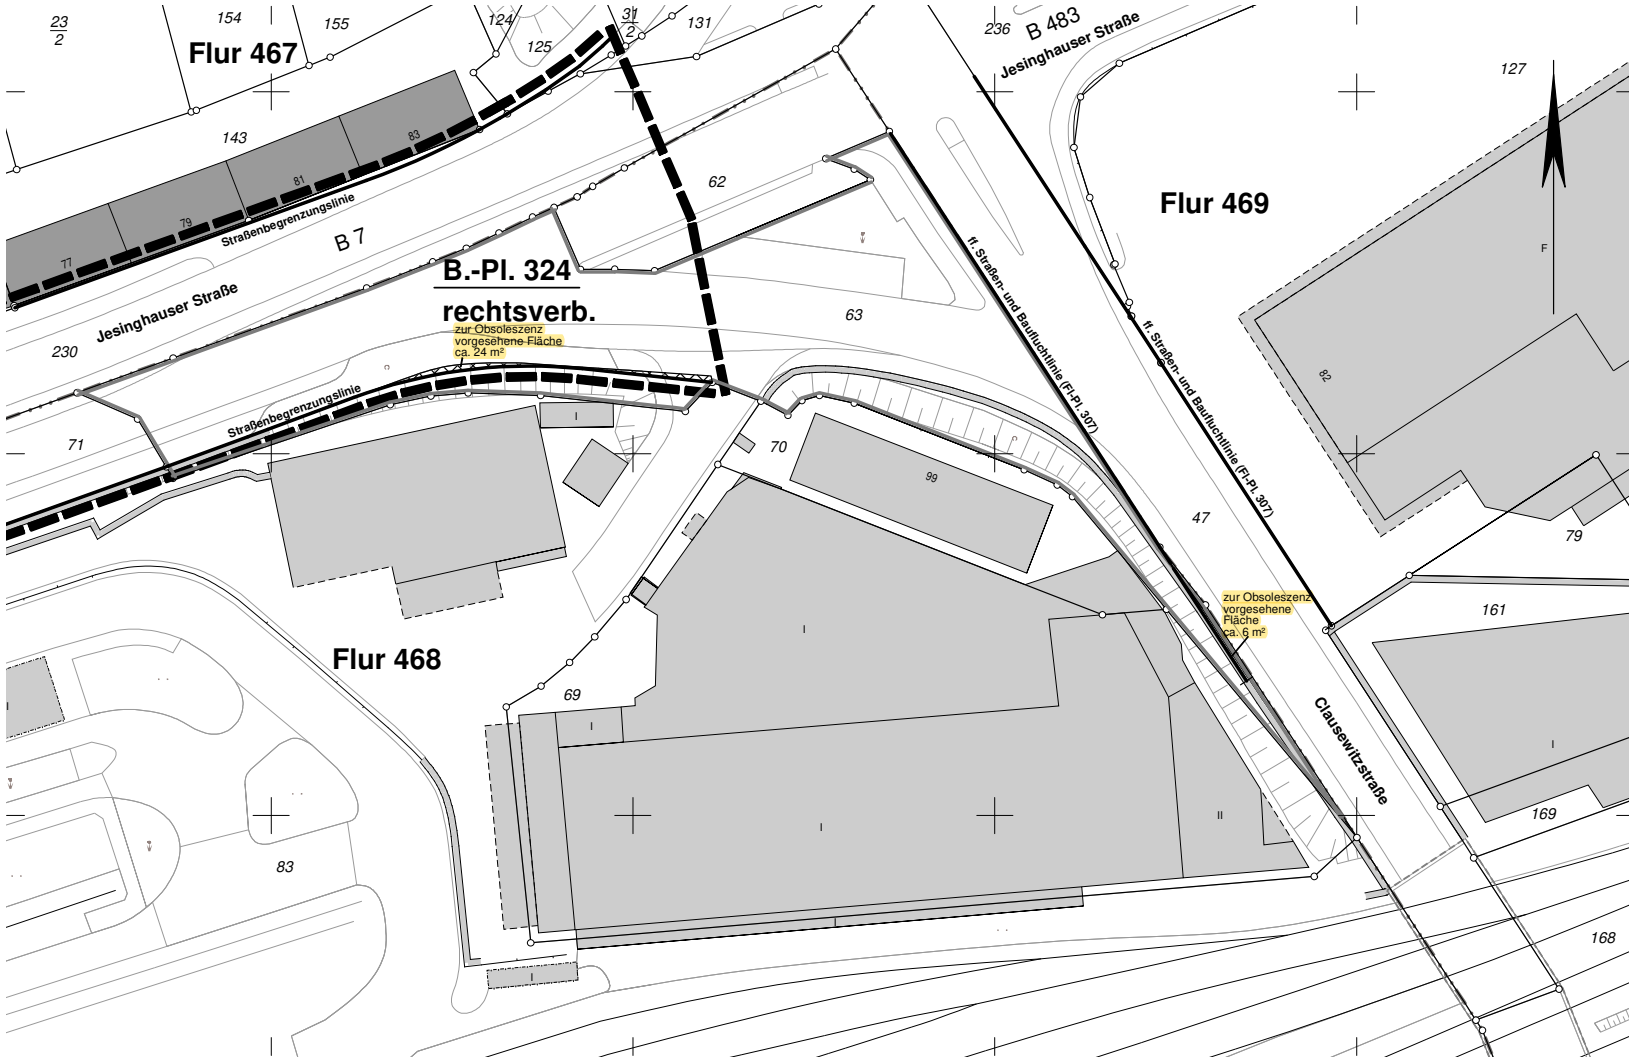 23
2
154
155
Flur 467
124
125
31
2
131
236
B 483
Jesinghauser Straße
127
143
83
81
79
77
Straßenbegrenzungslinie
B 7
62
Flur 469
F
B.-Pl. 324
rechtsverb.
Jesinghauser Straße
230
zur Obsoleszenz
vorgesehene Fläche
ca. 24 m²
63
ff. Straßen- und Baufluchtlinie (Fl-Pl. 307)
ff. Straßen- und Baufluchtlinie (Fl-Pl. 307)
82
Straßenbegrenzungslinie
71
I
70
99
47
79
zur Obsoleszenz
vorgesehene
Fläche
ca. 6 m²
161
I
Flur 468
69
I
I
Clausewitzstraße
I
I
II
169
83
I
I
168